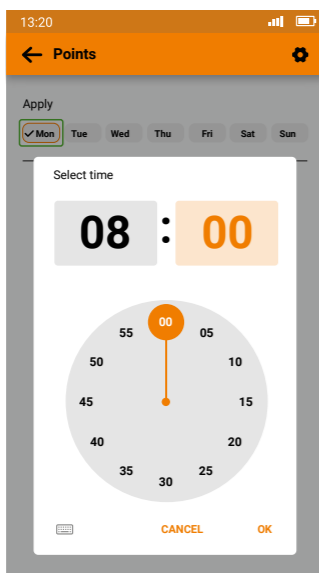 13:20
Points
Apply
Mon Tue Wed Thu Fri Sat Sun
Select time
08 : 00
00
55 05
50 10
45 15
40 20
35 25
30
CANCEL OK